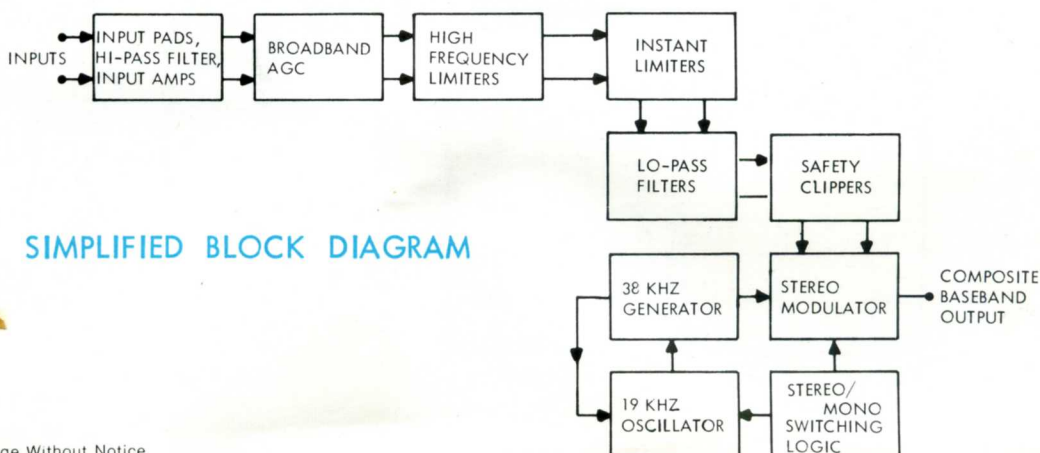 INPUTS
INPUT PADS,
HI-PASS FILTER,
INPUT AMPS
BROADBAND
AGC
HIGH
FREQUENCY
LIMITERS
INSTANT
LIMITERS
LO-PASS
FILTERS
SAFETY
CLIPPERS
SIMPLIFIED BLOCK DIAGRAM
38 KHZ
GENERATOR
STEREO
MODULATOR
COMPOSITE
BASEBAND
OUTPUT
19 KHZ
OSCILLATOR
STEREO/
MONO
SWITCHING
LOGIC
ge Without Notice